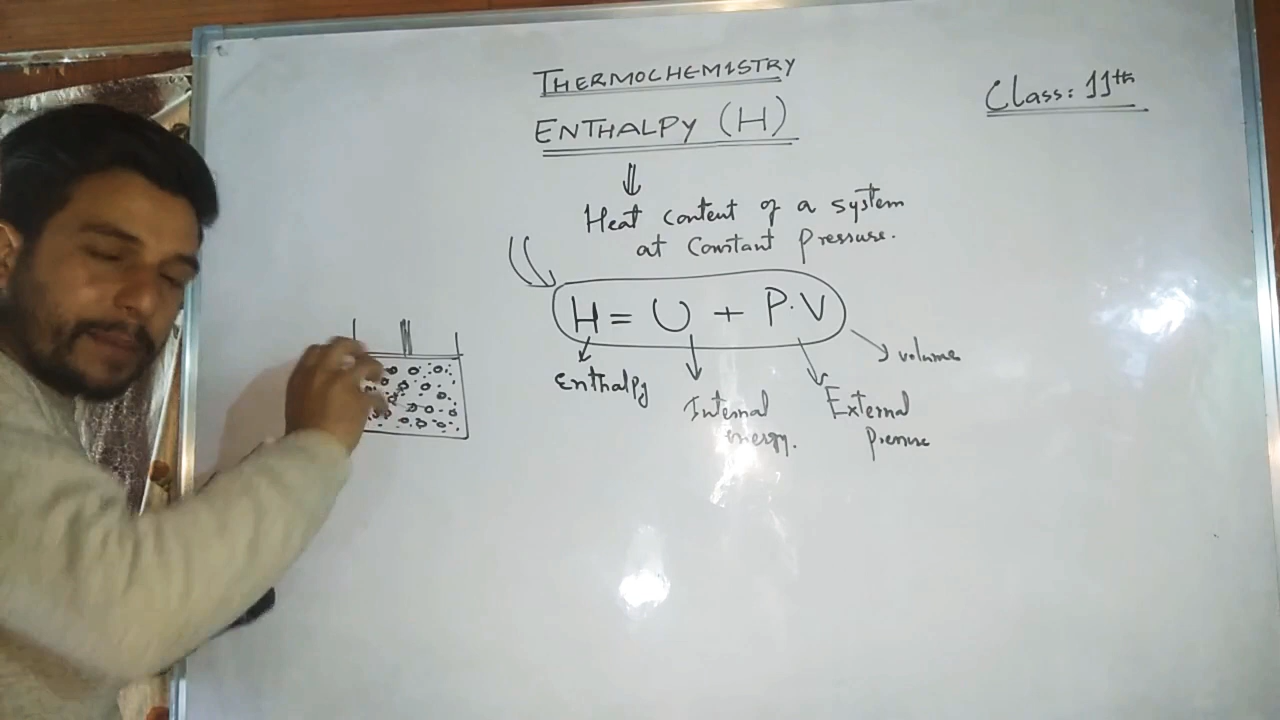 THERMOCHEMISTRY
Class: 11th
ENTHALPY (H)
Heat content of a system
at Constant Pressure.
H = U + P.V
volume
Enthalpy
Internal
energy.
External
pressure